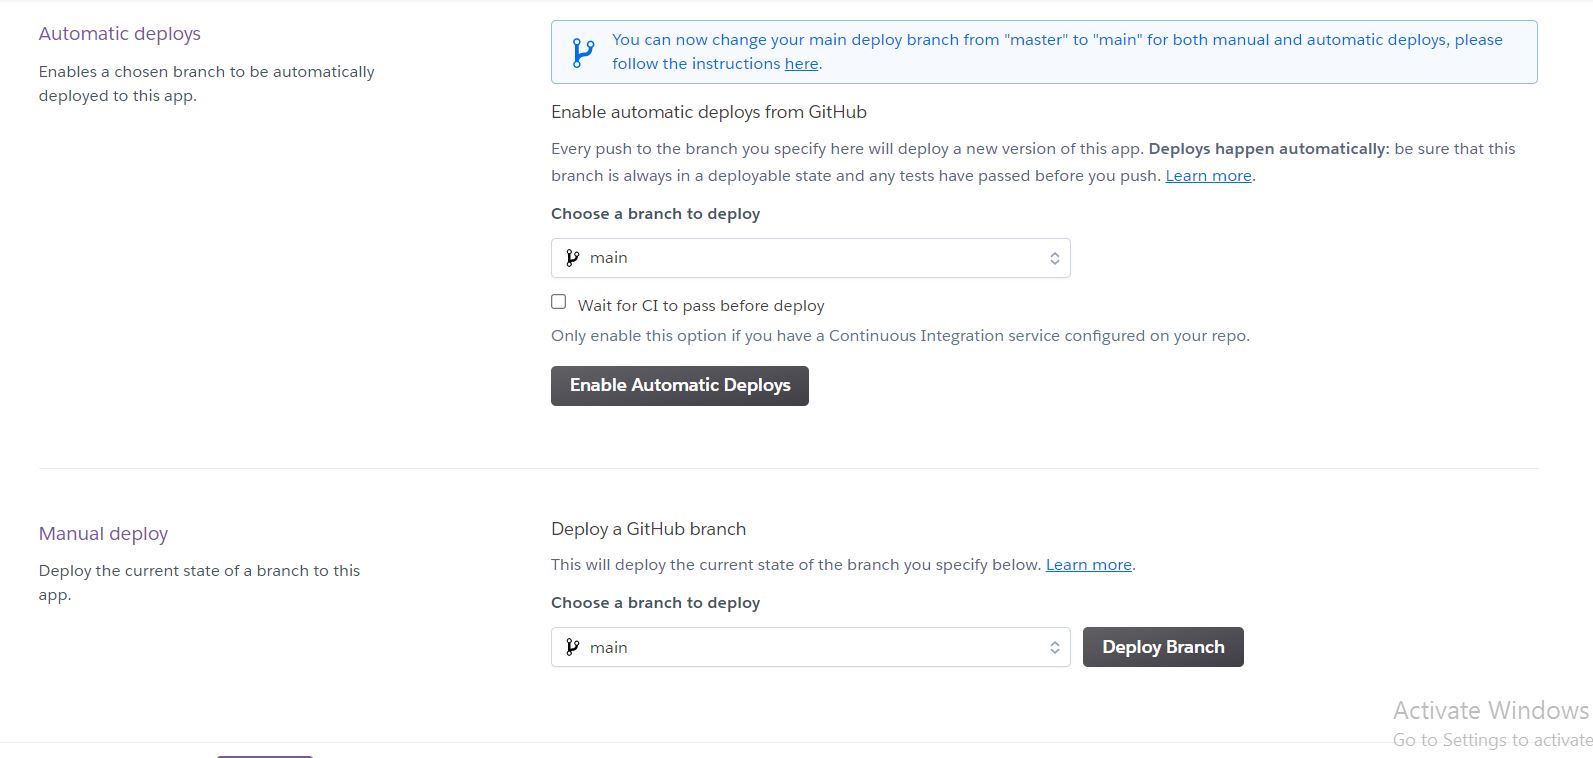 Automatic deploys
Enables a chosen branch to be automatically
deployed to this app.
You can now change your main deploy branch from "master" to "main" for both manual and automatic deploys, please
follow the instructions here.
Enable automatic deploys from GitHub
Every push to the branch you specify here will deploy a new version of this app. Deploys happen automatically: be sure that this
branch is always in a deployable state and any tests have passed before you push. Learn more.
Choose a branch to deploy
main
Wait for CI to pass before deploy
Only enable this option if you have a Continuous Integration service configured on your repo.
Enable Automatic Deploys
Manual deploy
Deploy the current state of a branch to this
app.
Deploy a GitHub branch
This will deploy the current state of the branch you specify below. Learn more.
Choose a branch to deploy
main
Deploy Branch
Activate Windows
Go to Settings to activate